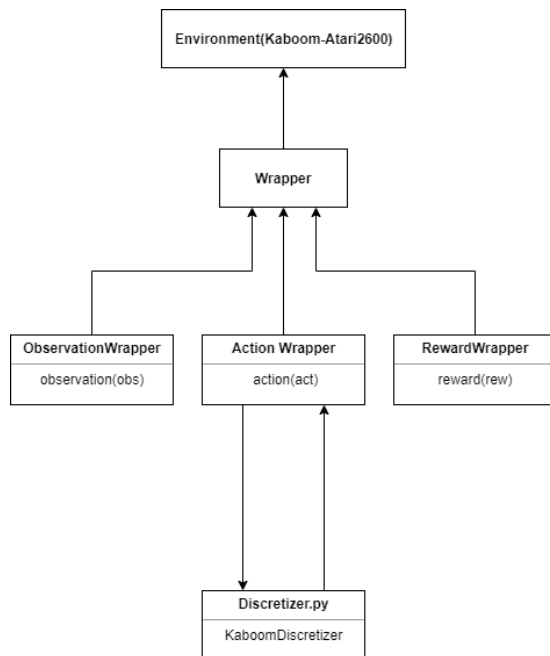 Environment(Kaboom-Atari2600)
Wrapper
ObservationWrapper
observation(obs)
Action Wrapper
action(act)
RewardWrapper
reward(rew)
Discretizer.py
KaboomDiscretizer